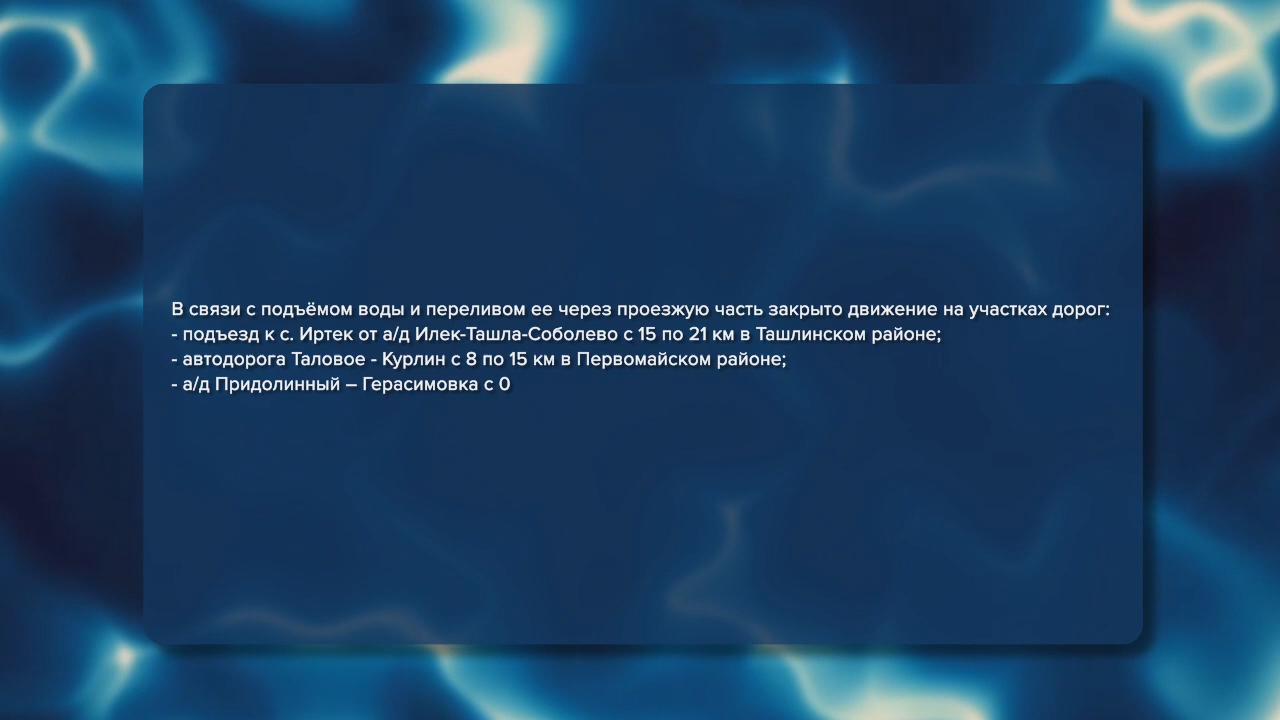 В связи с подъёмом воды и переливом ее через проезжую часть закрыто движение на участках дорог:
- подъезд к с. Иртек от а/д Илек-Ташла-Соболево с 15 по 21 км в Ташлинском районе;
- автодорога Таловое - Курлин с 8 по 15 км в Первомайском районе;
- а/д Придолинный – Герасимовка с 0